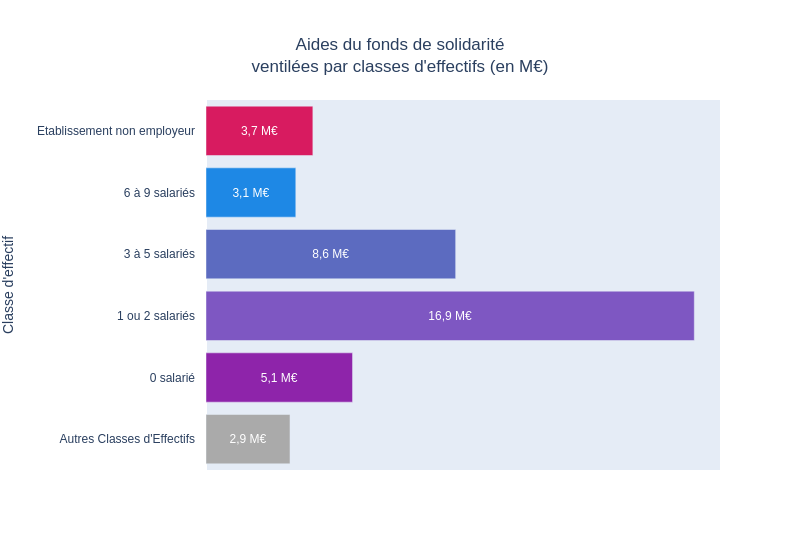 Aides du fonds de solidarité
ventilées par classes d'effectifs (en M€)
Classe d'effectif
Etablissement non employeur
3,7 M€
6 à 9 salariés
3,1 M€
3 à 5 salariés
8,6 M€
1 ou 2 salariés
16,9 M€
0 salarié
5,1 M€
Autres Classes d'Effectifs
2,9 M€